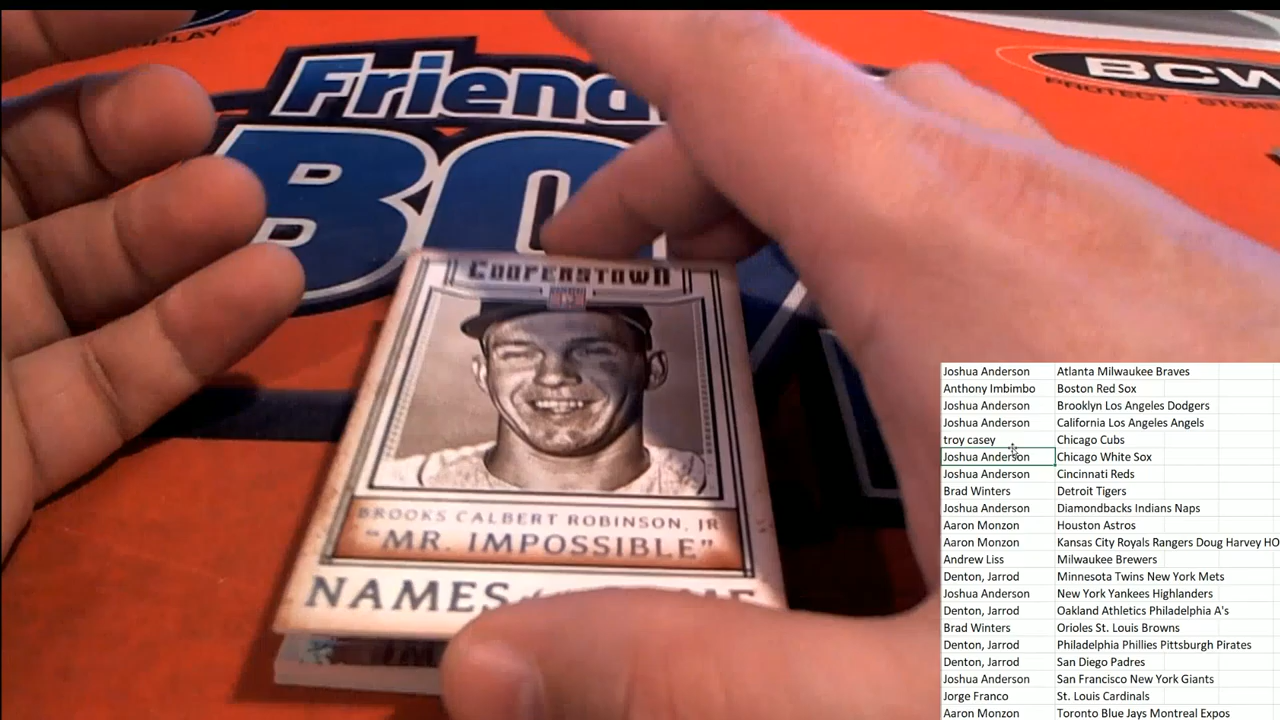 PLAY
Friend
BCW
PROTECT · STORE
COOPERSTOWN
BROOKS CALBERT ROBINSON, JR
"MR. IMPOSSIBLE"
NAMES
Joshua Anderson Atlanta Milwaukee Braves
Anthony Imbimbo Boston Red Sox
Joshua Anderson Brooklyn Los Angeles Dodgers
Joshua Anderson California Los Angeles Angels
troy casey Chicago Cubs
Joshua Anderson Chicago White Sox
Joshua Anderson Cincinnati Reds
Brad Winters Detroit Tigers
Joshua Anderson Diamondbacks Indians Naps
Aaron Monzon Houston Astros
Aaron Monzon Kansas City Royals Rangers Doug Harvey HO
Andrew Liss Milwaukee Brewers
Denton, Jarrod Minnesota Twins New York Mets
Joshua Anderson New York Yankees Highlanders
Denton, Jarrod Oakland Athletics Philadelphia A's
Brad Winters Orioles St. Louis Browns
Denton, Jarrod Philadelphia Phillies Pittsburgh Pirates
Denton, Jarrod San Diego Padres
Joshua Anderson San Francisco New York Giants
Jorge Franco St. Louis Cardinals
Aaron Monzon Toronto Blue Jays Montreal Expos